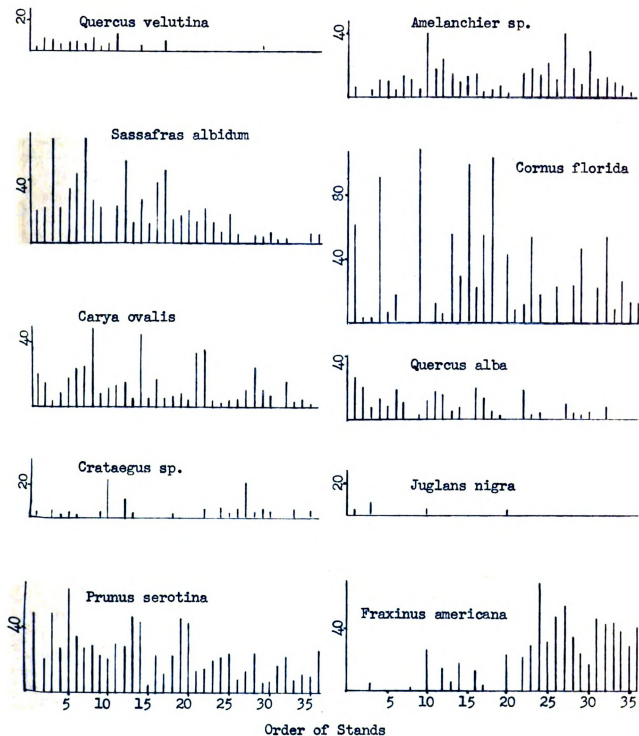 Quercus velutina
20
Sassafras albidum
40
Carya ovalis
40
Crataegus sp.
20
Prunus serotina
40
5 10 15 20 25 30 35
Amelanchier sp.
40
Cornus florida
80
40
Quercus alba
40
Juglans nigra
20
Fraxinus americana
40
5 10 15 20 25 30 35
Order of Stands